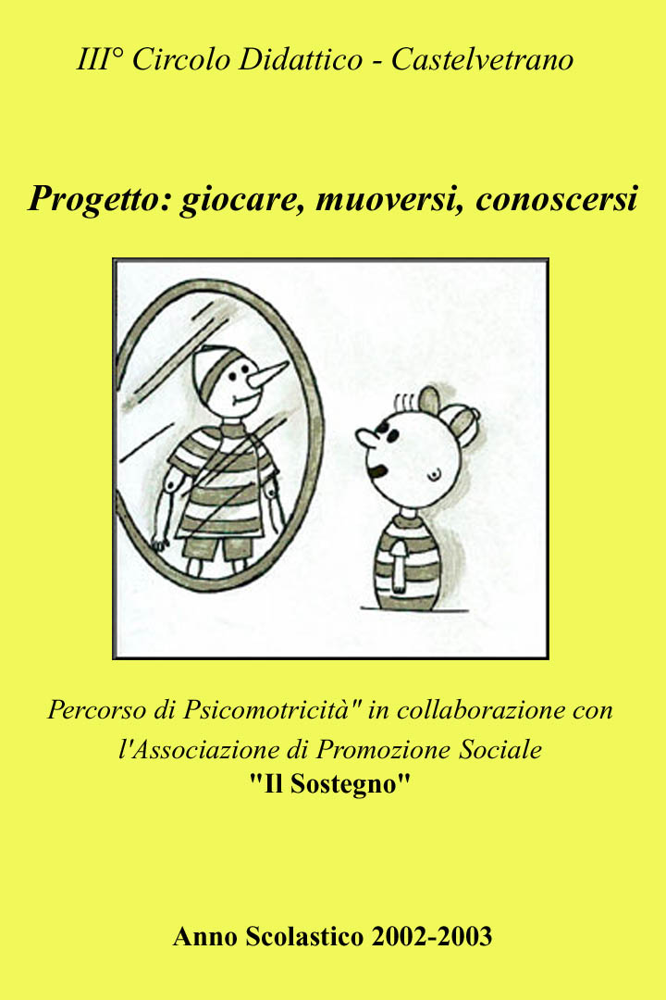 III° Circolo Didattico - Castelvetrano
Progetto: giocare, muoversi, conoscersi
Percorso di Psicomotricità" in collaborazione con
l'Associazione di Promozione Sociale
"Il Sostegno"
Anno Scolastico 2002-2003